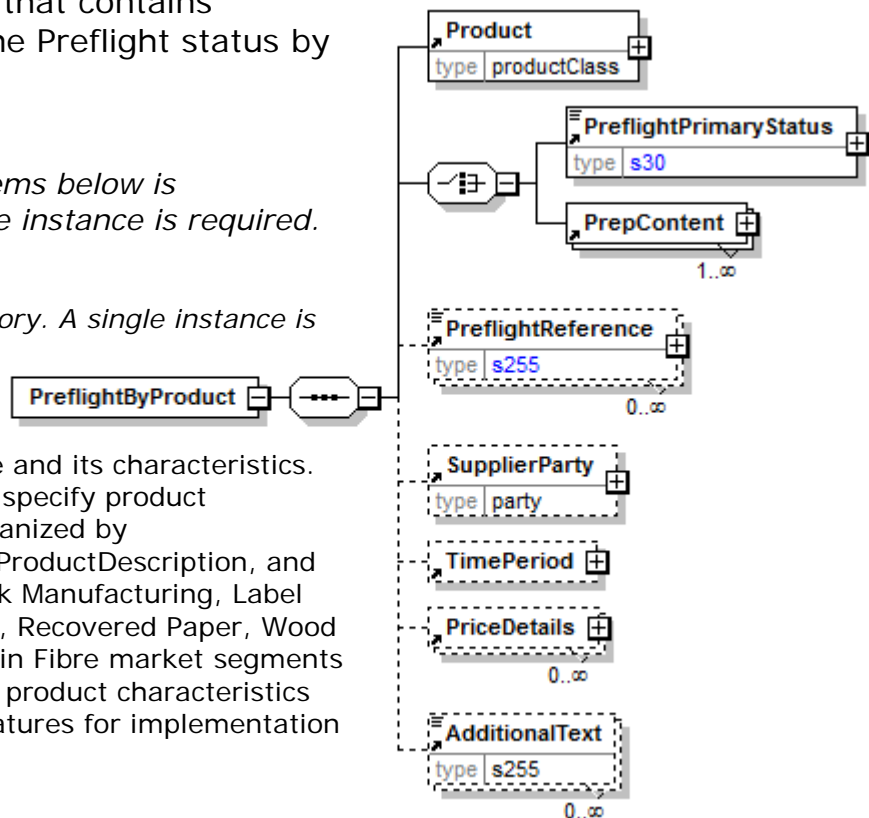 that contains
ne Preflight status by
ems below is
e instance is required.
ory. A single instance is
e and its characteristics.
specify product
anized by
ProductDescription, and
k Manufacturing, Label
, Recovered Paper, Wood
in Fibre market segments
product characteristics
atures for implementation
PreflightByProduct
Product
type productClass
PreflightPrimaryStatus
type s30
PrepContent
1..∞
PreflightReference
type s255
0..∞
SupplierParty
type party
TimePeriod
PriceDetails
0..∞
AdditionalText
type s255
0..∞